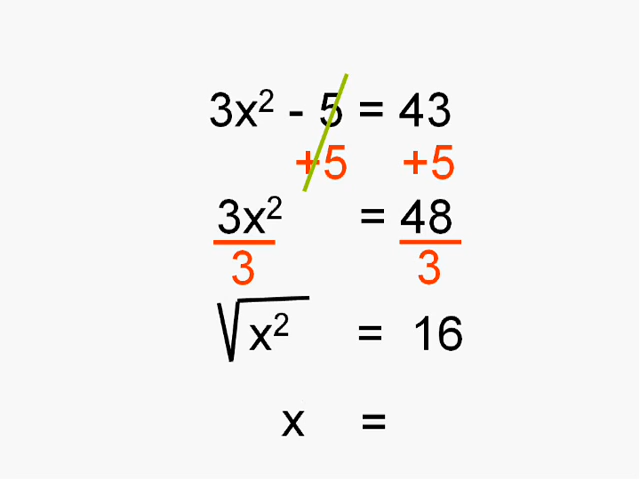 3x² - 5 = 43
+5 +5
3x² = 48
3 3
√x² = 16
x =